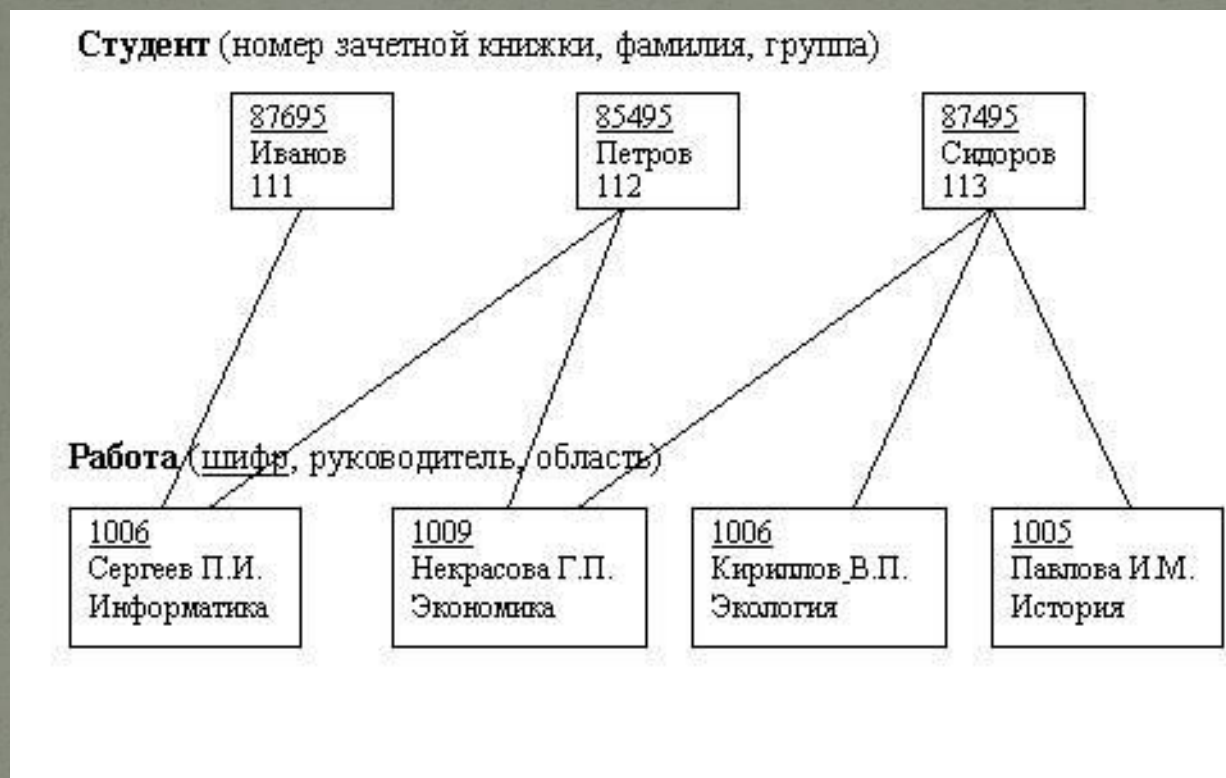 Студент (номер зачетной книжки, фамилия, группа)
87695
Иванов
111
85495
Петров
112
87495
Сидоров
113
Работа (шифр, руководитель, область)
1006
Сергеев П.И.
Информатика
1009
Некрасова Г.П.
Экономика
1006
Кириллов_В.П.
Экология
1005
Павлова И.М.
История